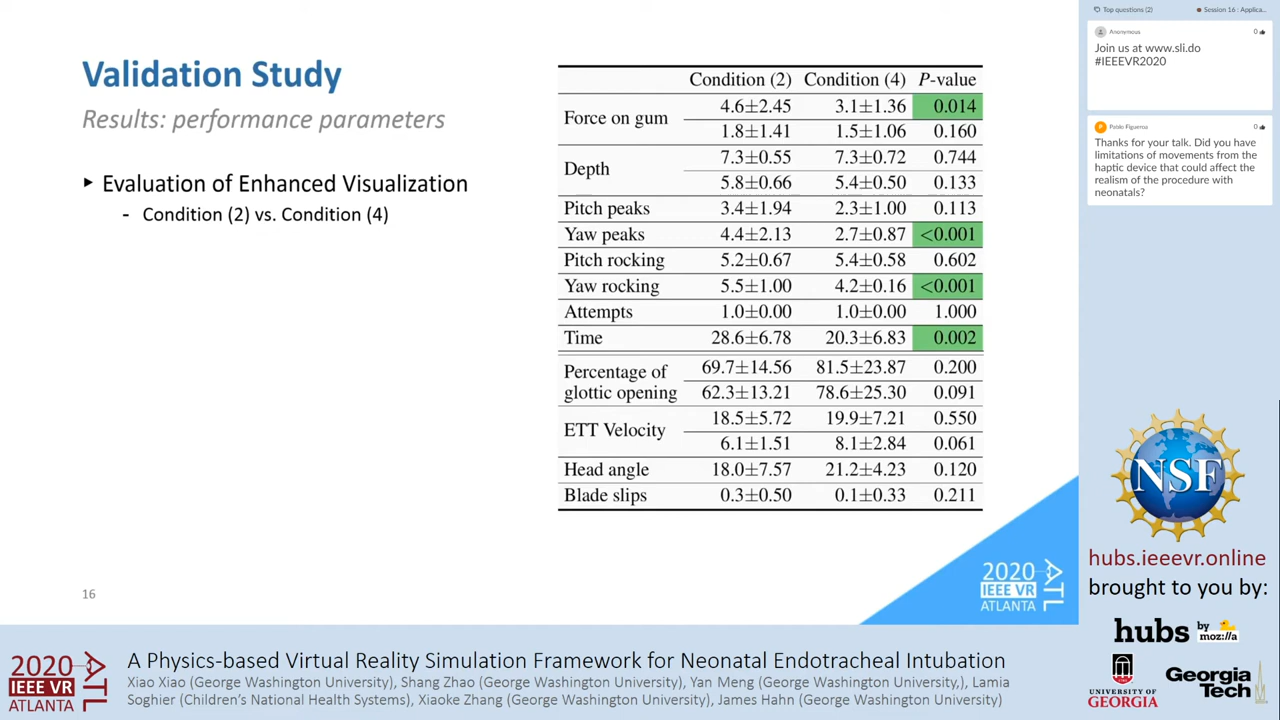 Validation Study
Results: performance parameters
Evaluation of Enhanced Visualization
- Condition (2) vs. Condition (4)
Condition (2) Condition (4) P-value
Force on gum 4.6±2.45 3.1±1.36 0.014
1.8±1.41 1.5±1.06 0.160
Depth 7.3±0.55 7.3±0.72 0.744
5.8±0.66 5.4±0.50 0.133
Pitch peaks 3.4±1.94 2.3±1.00 0.113
Yaw peaks 4.4±2.13 2.7±0.87 <0.001
Pitch rocking 5.2±0.67 5.4±0.58 0.602
Yaw rocking 5.5±1.00 4.2±0.16 <0.001
Attempts 1.0±0.00 1.0±0.00 1.000
Time 28.6±6.78 20.3±6.83 0.002
Percentage of 69.7±14.56 81.5±23.87 0.200
glottic opening 62.3±13.21 78.6±25.30 0.091
ETT Velocity 18.5±5.72 19.9±7.21 0.550
6.1±1.51 8.1±2.84 0.061
Head angle 18.0±7.57 21.2±4.23 0.120
Blade slips 0.3±0.50 0.1±0.33 0.211
16
2020
IEEE VR
ATLANTA
ATL
Top questions (2)
Session 16 : Applica...
Anonymous 0
Join us at www.sli.do
#IEEEVR2020
P Pablo Figueroa 0
Thanks for your talk. Did you have
limitations of movements from the
haptic device that could affect the
realism of the procedure with
neonatals?
NSF
hubs.ieeevr.online
brought to you by:
hubs by moz://a
UNIVERSITY OF
GEORGIA
Georgia
Tech
2020
IEEE VR
ATLANTA
ATL
A Physics-based Virtual Reality Simulation Framework for Neonatal Endotracheal Intubation
Xiao Xiao (George Washington University), Shang Zhao (George Washington University), Yan Meng (George Washington University,), Lamia
Soghier (Children's National Health Systems), Xiaoke Zhang (George Washington University), James Hahn (George Washington University)